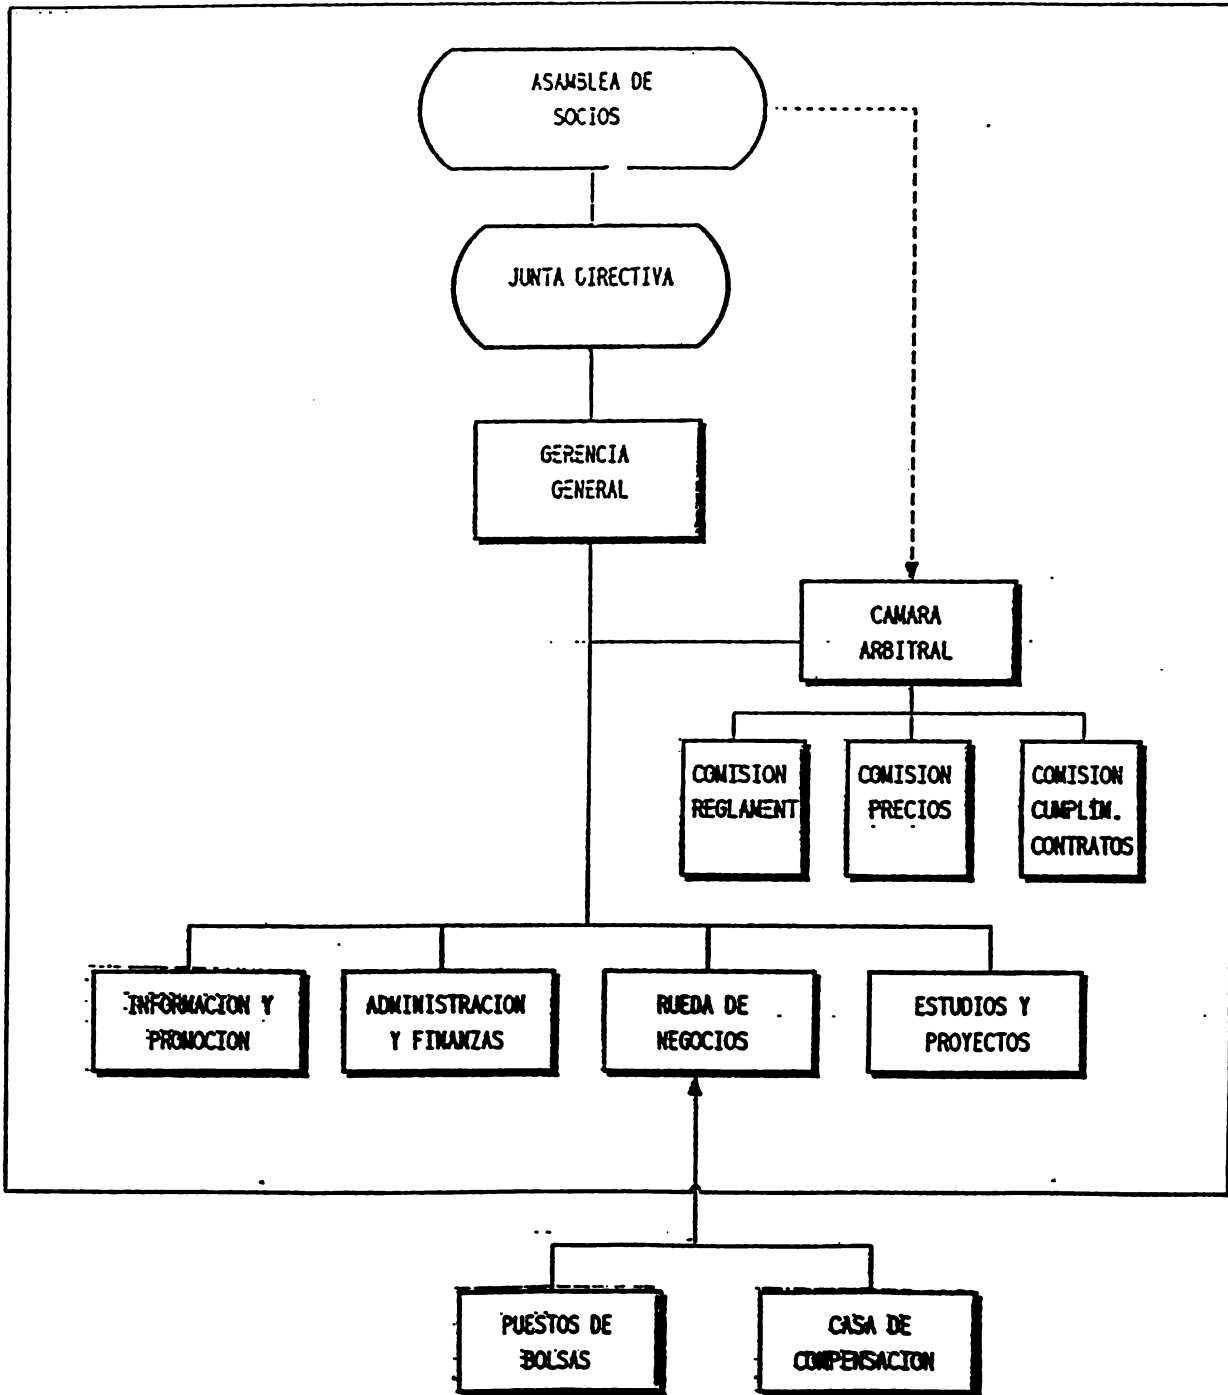 ASAMBLEA DE
SOCIOS
JUNTA DIRECTIVA
GERENCIA
GENERAL
CAMARA
ARBITRAL
COMISION
REGLAMENT
COMISION
PRECIOS
COMISION
CUMPLIM.
CONTRATOS
INFORMACION Y
PROMOCION
ADMINISTRACION
Y FINANZAS
RUEDA DE
NEGOCIOS
ESTUDIOS Y
PROYECTOS
PUESTOS DE
BOLSAS
CASA DE
COMPENSACION